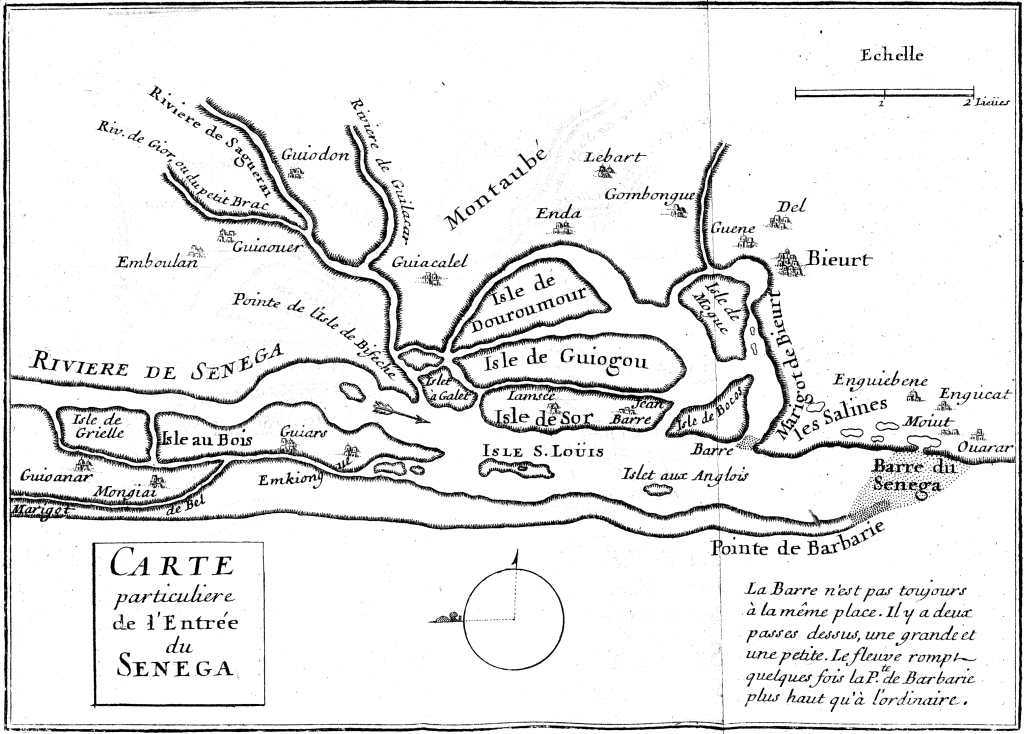 Echelle
1
2 Lieües
Riviere de Saguerai
Riv. de Gior, ou du petit Brac
Riviere de Guilascar
Guiodon
Montaubé
Lebart
Gombongue
Enda
Guene
Del
Bieurt
Guiaouer
Emboulan
Guiacalel
Pointe de l'Isle de Bifeche
Isle de
Douroumour
Isle de
Mogue
Marigot de Bieurt
RIVIERE DE SENEGA
Isle de Guiogou
Islet
a Galet
Iamsée
Isle de Sor
Jean
Barre
Isle de Bocos
Enguiebene
Engucat
les Salines
Moiut
Ouarar
Isle de
Grielle
Isle au Bois
Guiars
Barre
Isle S. Loüis
Islet aux Anglois
Barre du
Senega
Guioanar
Mongiai
Emkiong
Marigot
de Bel
Pointe de Barbarie
CARTE
particuliere
de l'Entrée
du
SENEGA
La Barre n'est pas toujours
à la même place. Il y a deux
passes dessus, une grande et
une petite. Le fleuve rompt
quelques fois la P.te de Barbarie
plus haut qu'à l'ordinaire.